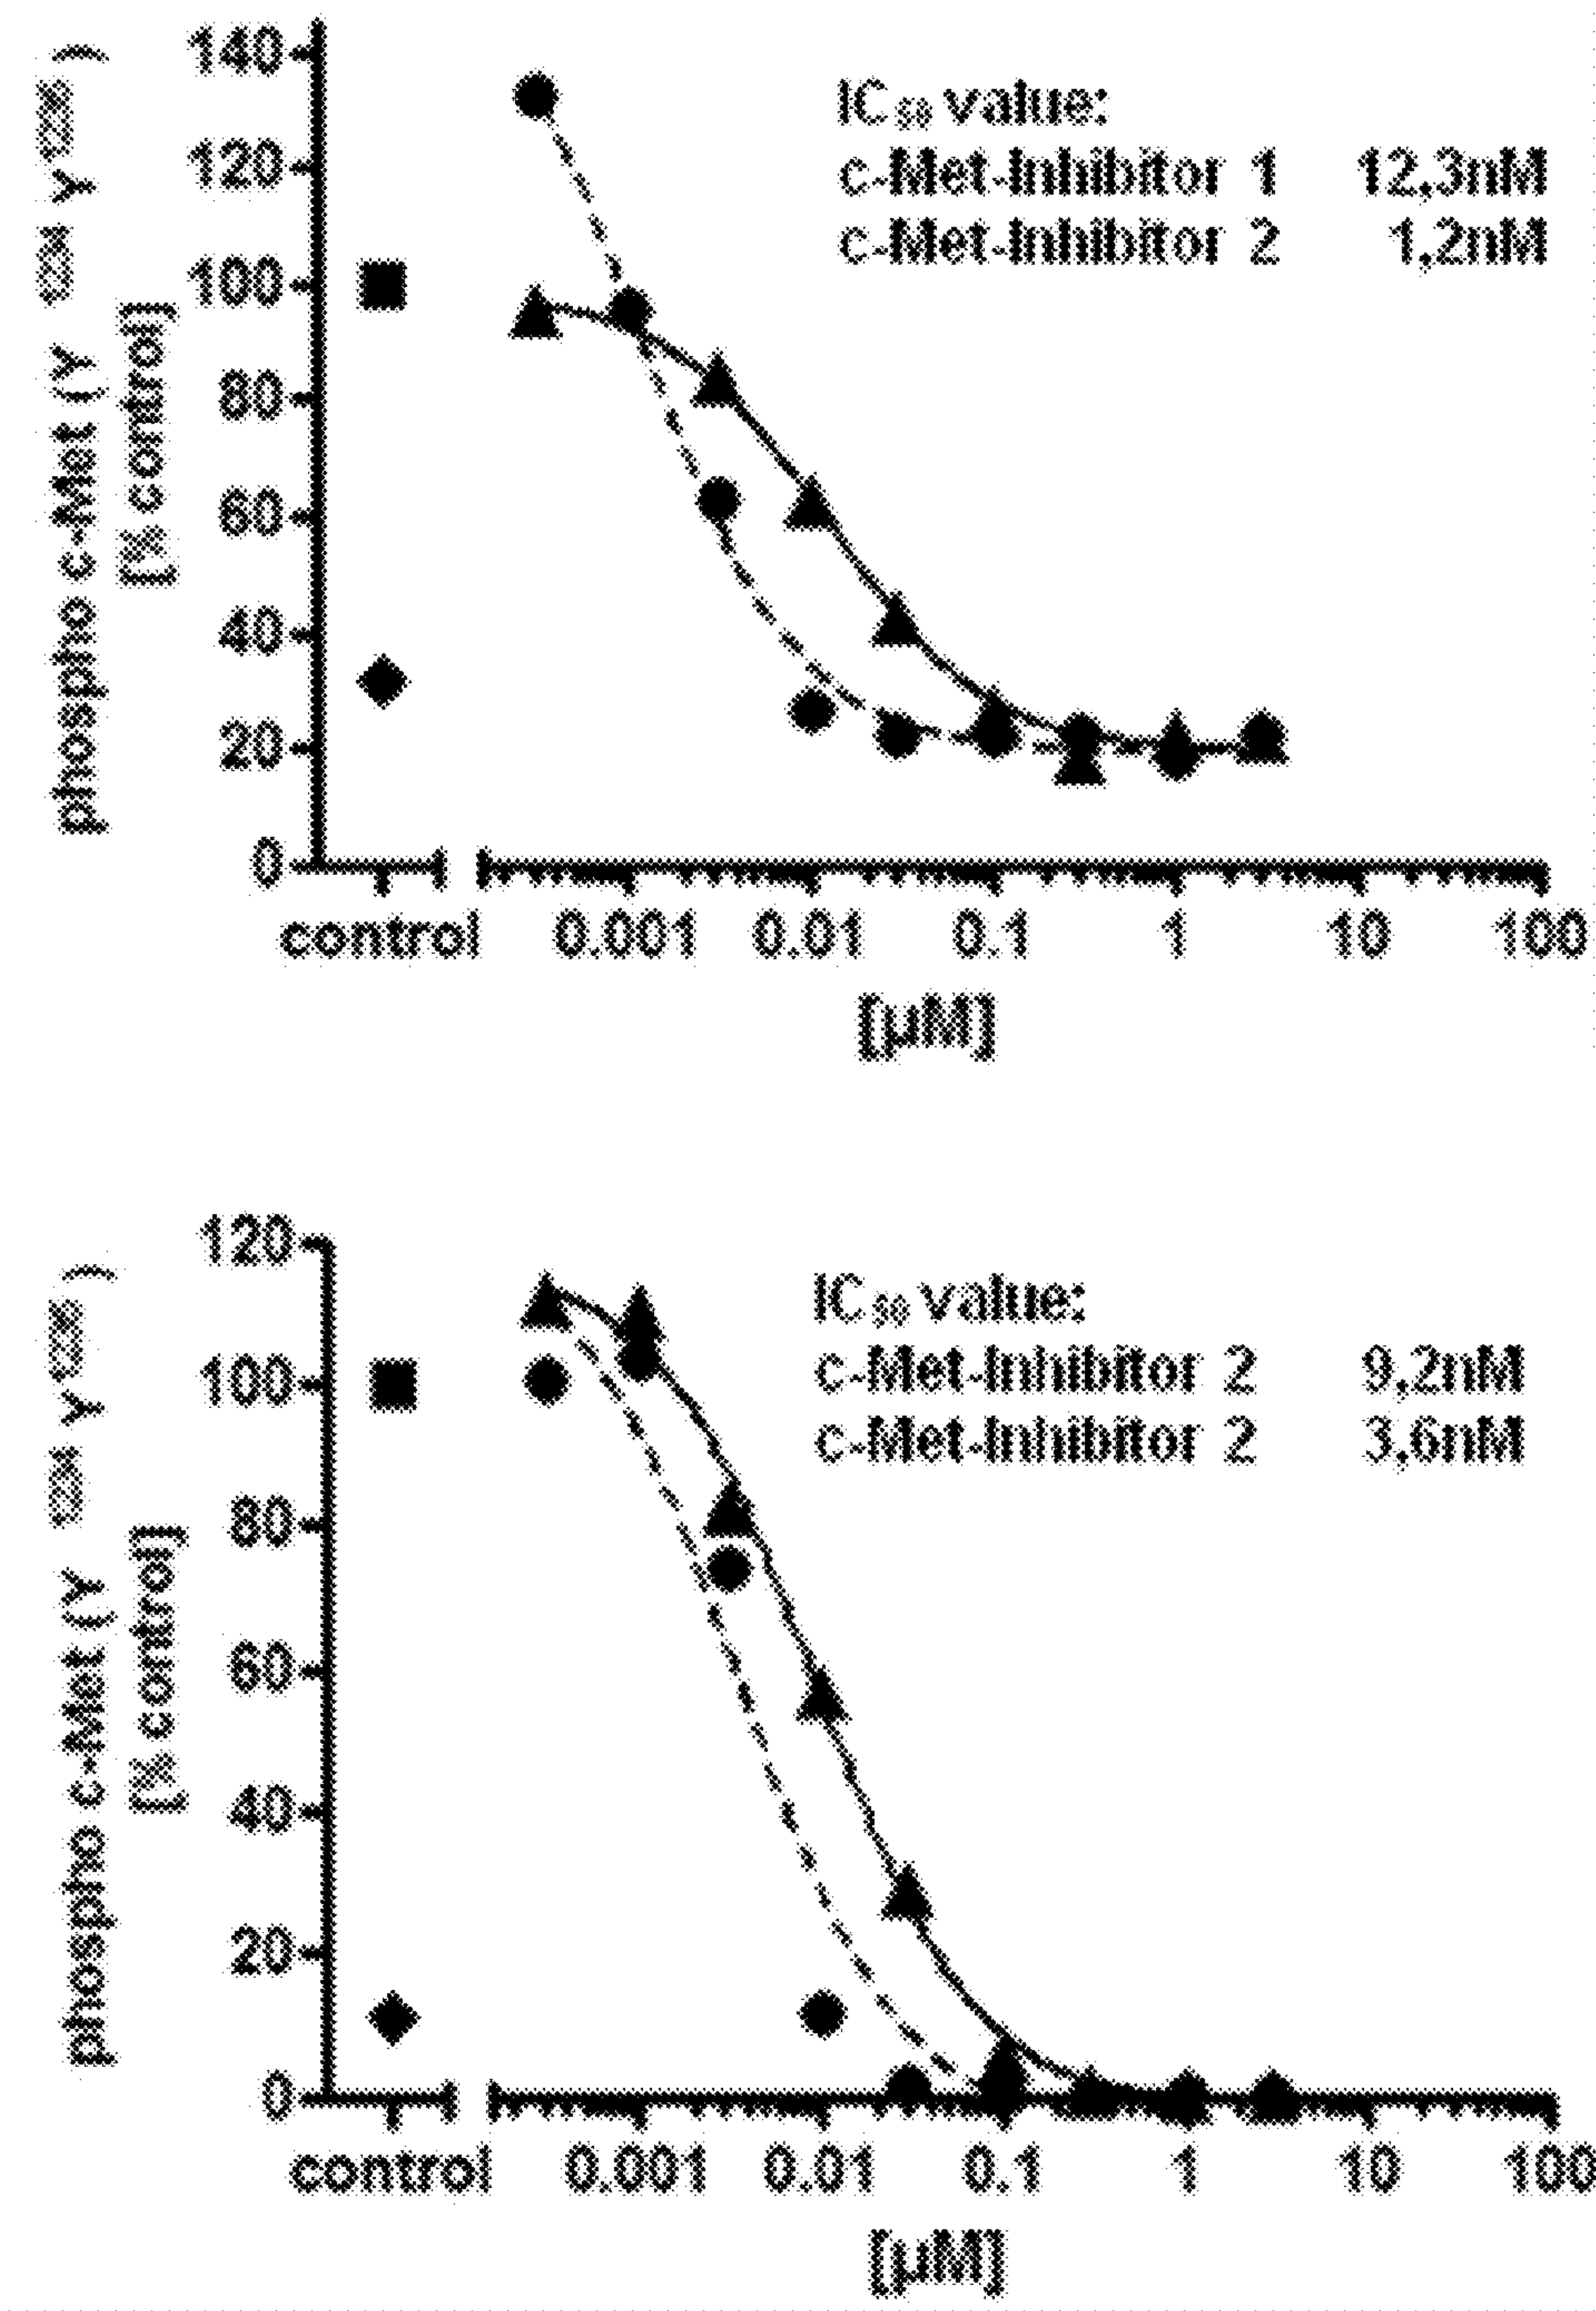 phospho c-Met (Y y )
[% control]
140
120
100
80
60
40
20
0
IC50 value:
c-Met-Inhibitor 1 12,3nM
c-Met-Inhibitor 2 1,2nM
control 0.001 0.01 0.1 1 10 100
[µM]
phospho c-Met (Y y )
[% control]
120
100
80
60
40
20
0
IC50 value:
c-Met-Inhibitor 2 9,2nM
c-Met-Inhibitor 2 3,6nM
control 0.001 0.01 0.1 1 10 100
[µM]